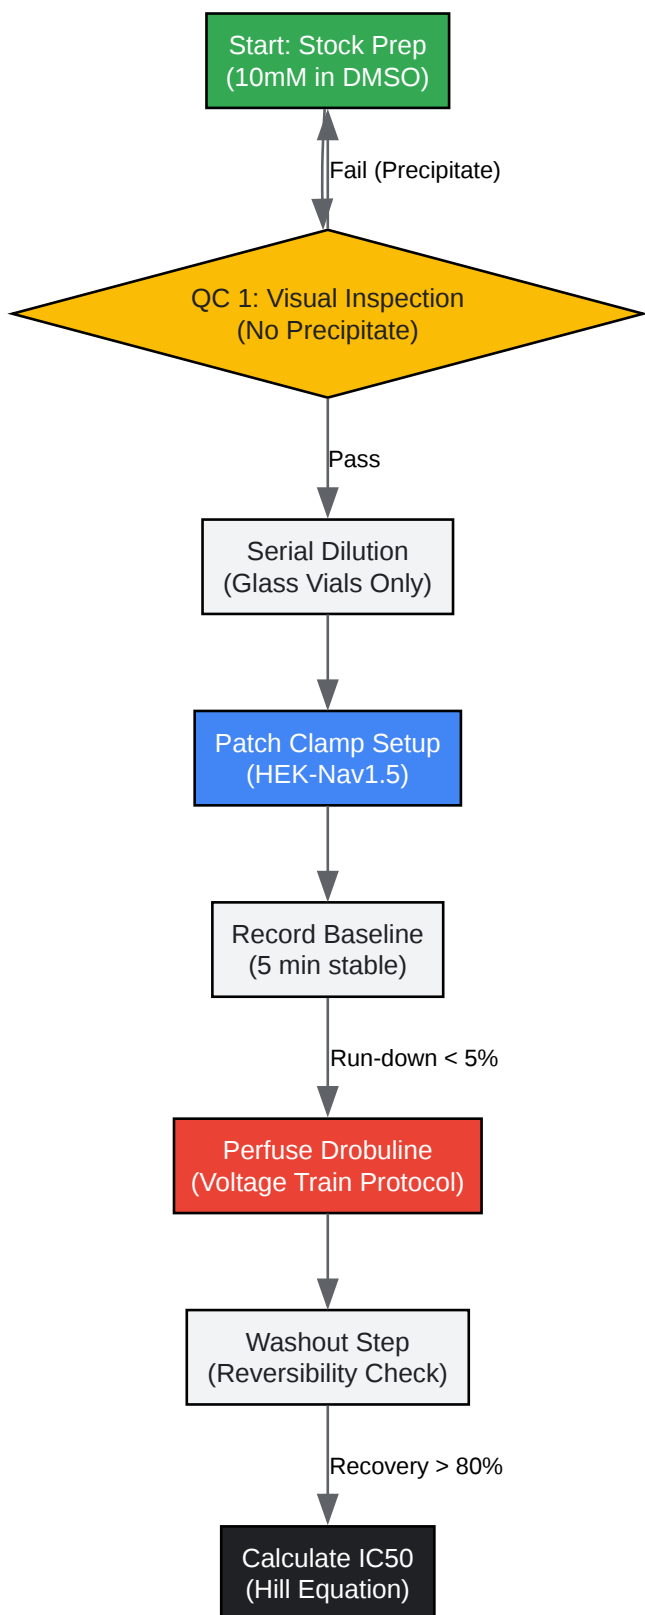 Start: Stock Prep
(10mM in DMSO)
Fail (Precipitate)
QC 1: Visual Inspection
(No Precipitate)
Pass
Serial Dilution
(Glass Vials Only)
Patch Clamp Setup
(HEK-Nav1.5)
Record Baseline
(5 min stable)
Run-down < 5%
Perfuse Drobuline
(Voltage Train Protocol)
Washout Step
(Reversibility Check)
Recovery > 80%
Calculate IC50
(Hill Equation)